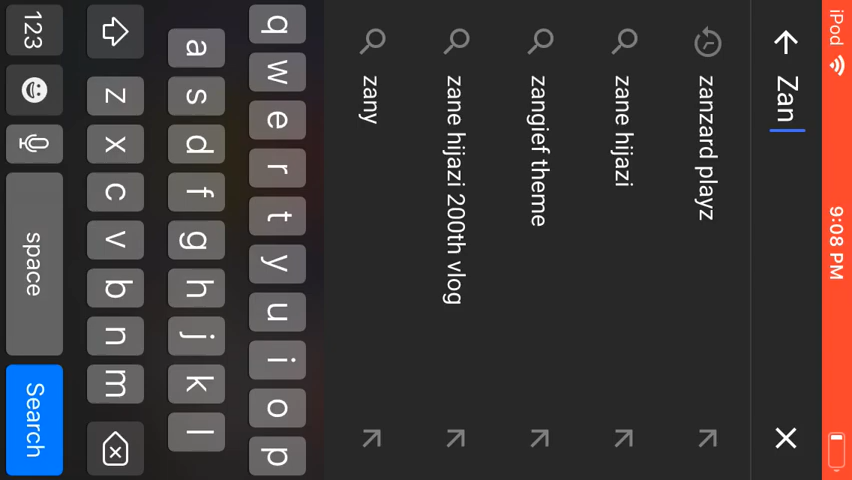 iPod 9:08 PM
Zan
zanzard playz
zane hijazi
zangief theme
zane hijazi 200th vlog
zany
q w e r t y u i o p
a s d f g h j k l
z x c v b n m
123 space Search